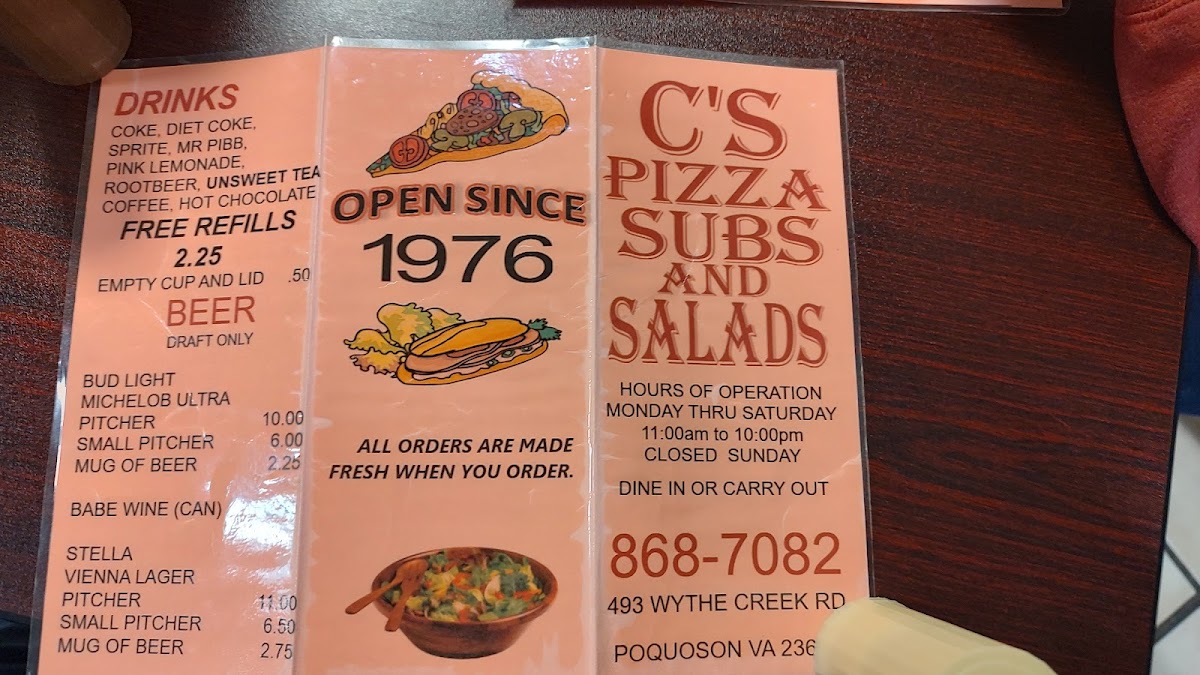 DRINKS
COKE, DIET COKE,
SPRITE, MR PIBB,
PINK LEMONADE,
ROOTBEER, UNSWEET TEA
COFFEE, HOT CHOCOLATE
FREE REFILLS
2.25
EMPTY CUP AND LID .50
BEER
DRAFT ONLY
BUD LIGHT
MICHELOB ULTRA
PITCHER 10.00
SMALL PITCHER 6.00
MUG OF BEER 2.25
BABE WINE (CAN)
STELLA
VIENNA LAGER
PITCHER 11.00
SMALL PITCHER 6.50
MUG OF BEER 2.75
OPEN SINCE
1976
ALL ORDERS ARE MADE
FRESH WHEN YOU ORDER.
C'S
PIZZA
SUBS
AND
SALADS
HOURS OF OPERATION
MONDAY THRU SATURDAY
11:00am to 10:00pm
CLOSED SUNDAY
DINE IN OR CARRY OUT
868-7082
493 WYTHE CREEK RD
POQUOSON VA